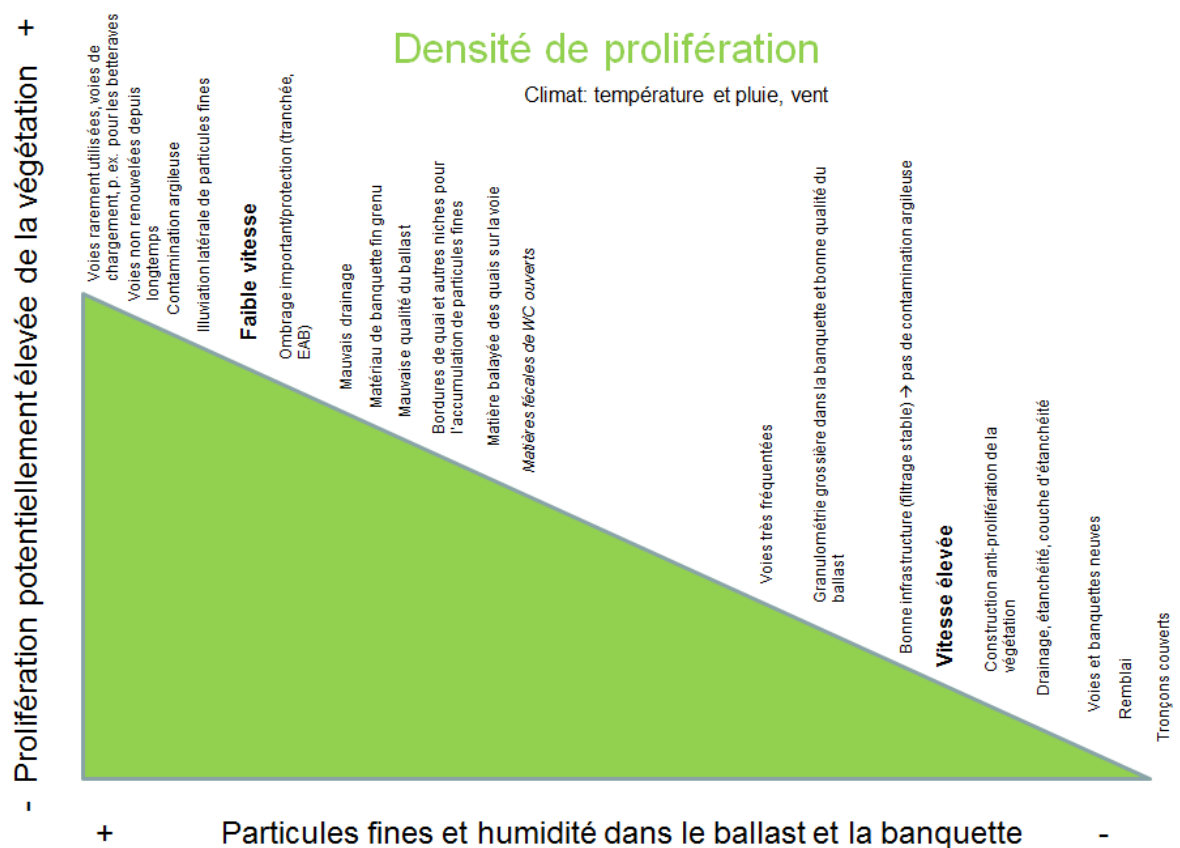 Densité de prolifération
Climat: température et pluie, vent
- Prolifération potentiellement élevée de la végétation +
Voies rarement utilisées, voies de
chargement, p. ex. pour les betteraves
Voies non renouvelées depuis
longtemps
Contamination argileuse
Illuviation latérale de particules fines
Faible vitesse
Ombrage important/protection (tranchée,
EAB)
Mauvais drainage
Matériau de banquette fin grenu
Mauvaise qualité du ballast
Bordures de quai et autres niches pour
l'accumulation de particules fines
Matière balayée des quais sur la voie
Matières fécales de WC ouverts
Voies très fréquentées
Granulométrie grossière dans la banquette et bonne qualité du
ballast
Bonne infrastructure (filtrage stable) → pas de contamination argileuse
Vitesse élevée
Construction anti-prolifération de la
végétation
Drainage, étanchéité, couche d'étanchéité
Voies et banquettes neuves
Remblai
Tronçons couverts
+ Particules fines et humidité dans le ballast et la banquette -